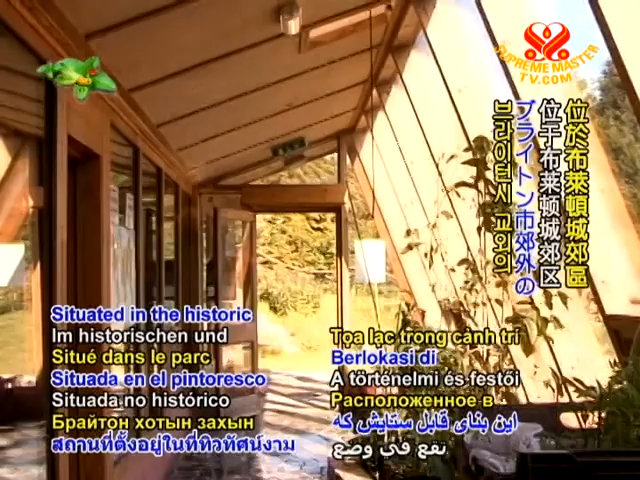 SUPREME MASTER
TV.COM
位於布萊頓城郊區
位于布莱顿城郊区
ブライトン市郊外の
브라이턴시 교외의
Situated in the historic
Im historischen und
Situé dans le parc
Situada en el pintoresco
Situada no histórico
Брайтон хотын захын
สถานที่ตั้งอยู่ในที่ทิวทัศน์งาม
Tọa lạc trong cảnh trí
Berlokasi di
A történelmi és festői
Расположенное в
این بنای قابل ستایش که
تقع في وضع